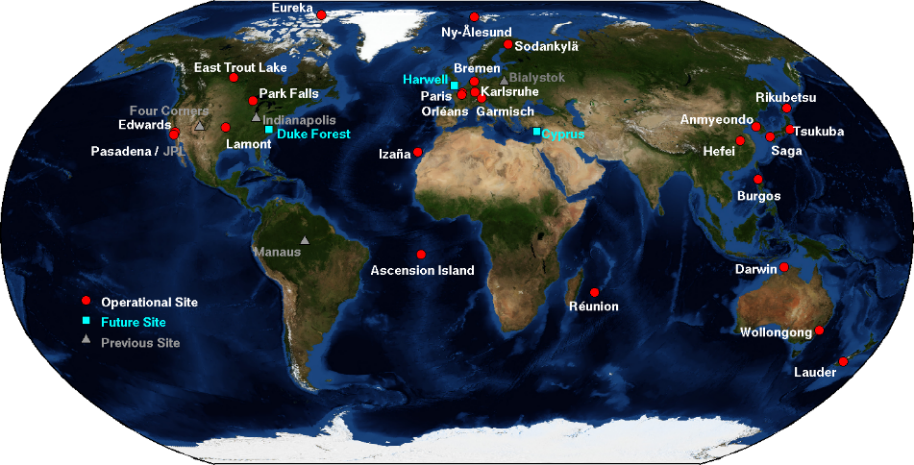 Eureka
Ny-Ålesund
Sodankylä
East Trout Lake
Bremen
Harwell
Bialystok
Park Falls
Paris
Karlsruhe
Rikubetsu
Four Corners
Orléans
Garmisch
Indianapolis
Anmyeondo
Edwards
Duke Forest
Cyprus
Tsukuba
Lamont
Pasadena / JPL
Izaña
Hefei
Saga
Burgos
Manaus
Ascension Island
Darwin
Réunion
Operational Site
Future Site
Previous Site
Wollongong
Lauder